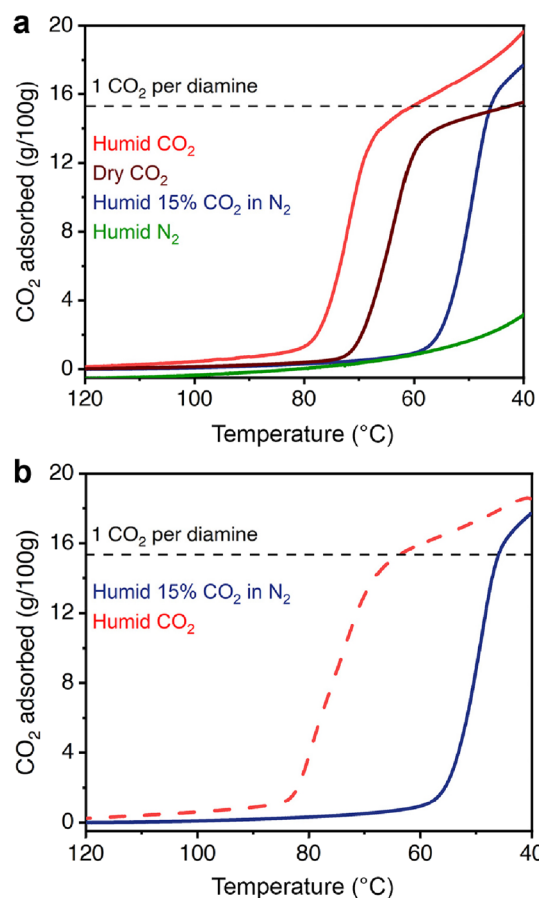 a
20
16
12
8
4
0
CO₂ adsorbed (g/100g)
1 CO₂ per diamine
Humid CO₂
Dry CO₂
Humid 15% CO₂ in N₂
Humid N₂
120
100
80
60
40
Temperature (°C)
b
20
16
12
8
4
0
CO₂ adsorbed (g/100g)
1 CO₂ per diamine
Humid 15% CO₂ in N₂
Humid CO₂
120
100
80
60
40
Temperature (°C)